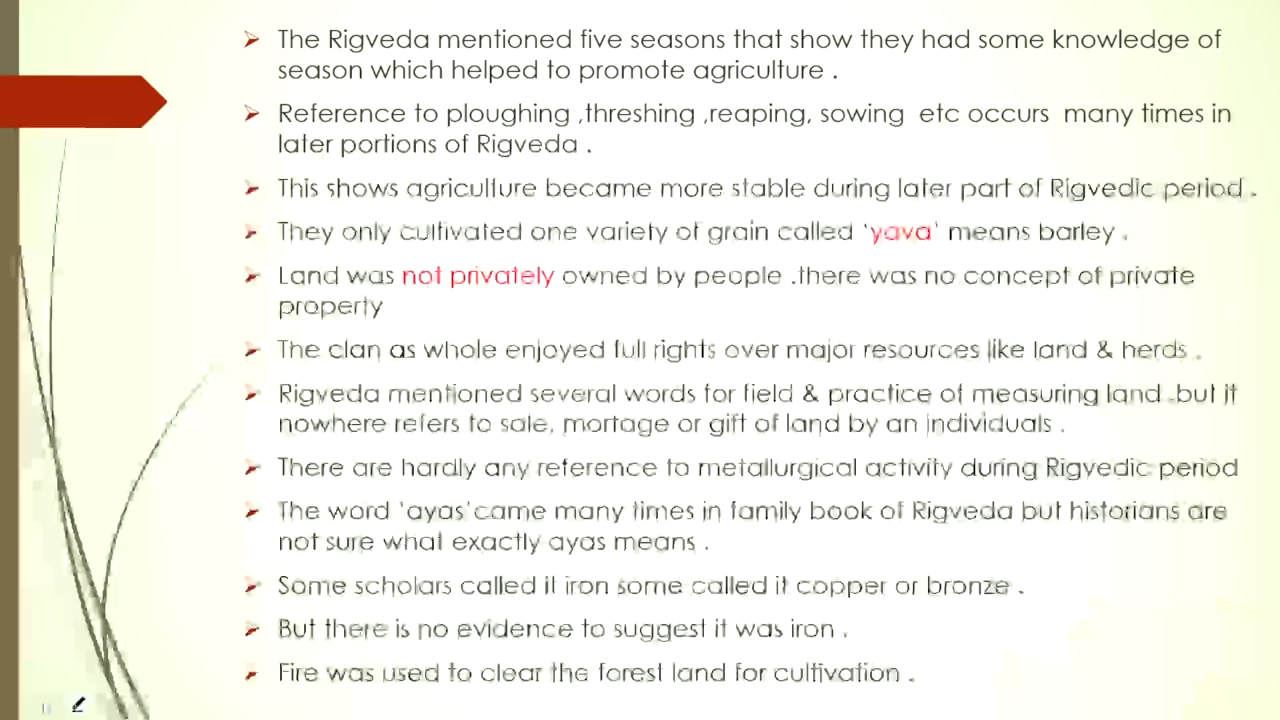 The Rigveda mentioned five seasons that show they had some knowledge of
season which helped to promote agriculture .
Reference to ploughing ,threshing ,reaping, sowing etc occurs many times in
later portions of Rigveda .
This shows agriculture became more stable during later part of Rigvedic period .
They only cultivated one variety of grain called 'yava' means barley .
Land was not privately owned by people .there was no concept of private
property
The clan as whole enjoyed full rights over major resources like land & herds .
Rigveda mentioned several words for field & practice of measuring land .but it
nowhere refers to sale, mortage or gift of land by an individuals .
There are hardly any reference to metallurgical activity during Rigvedic period
The word 'ayas'came many times in family book of Rigveda but historians are
not sure what exactly ayas means .
Some scholars called it iron some called it copper or bronze .
But there is no evidence to suggest it was iron .
Fire was used to clear the forest land for cultivation .